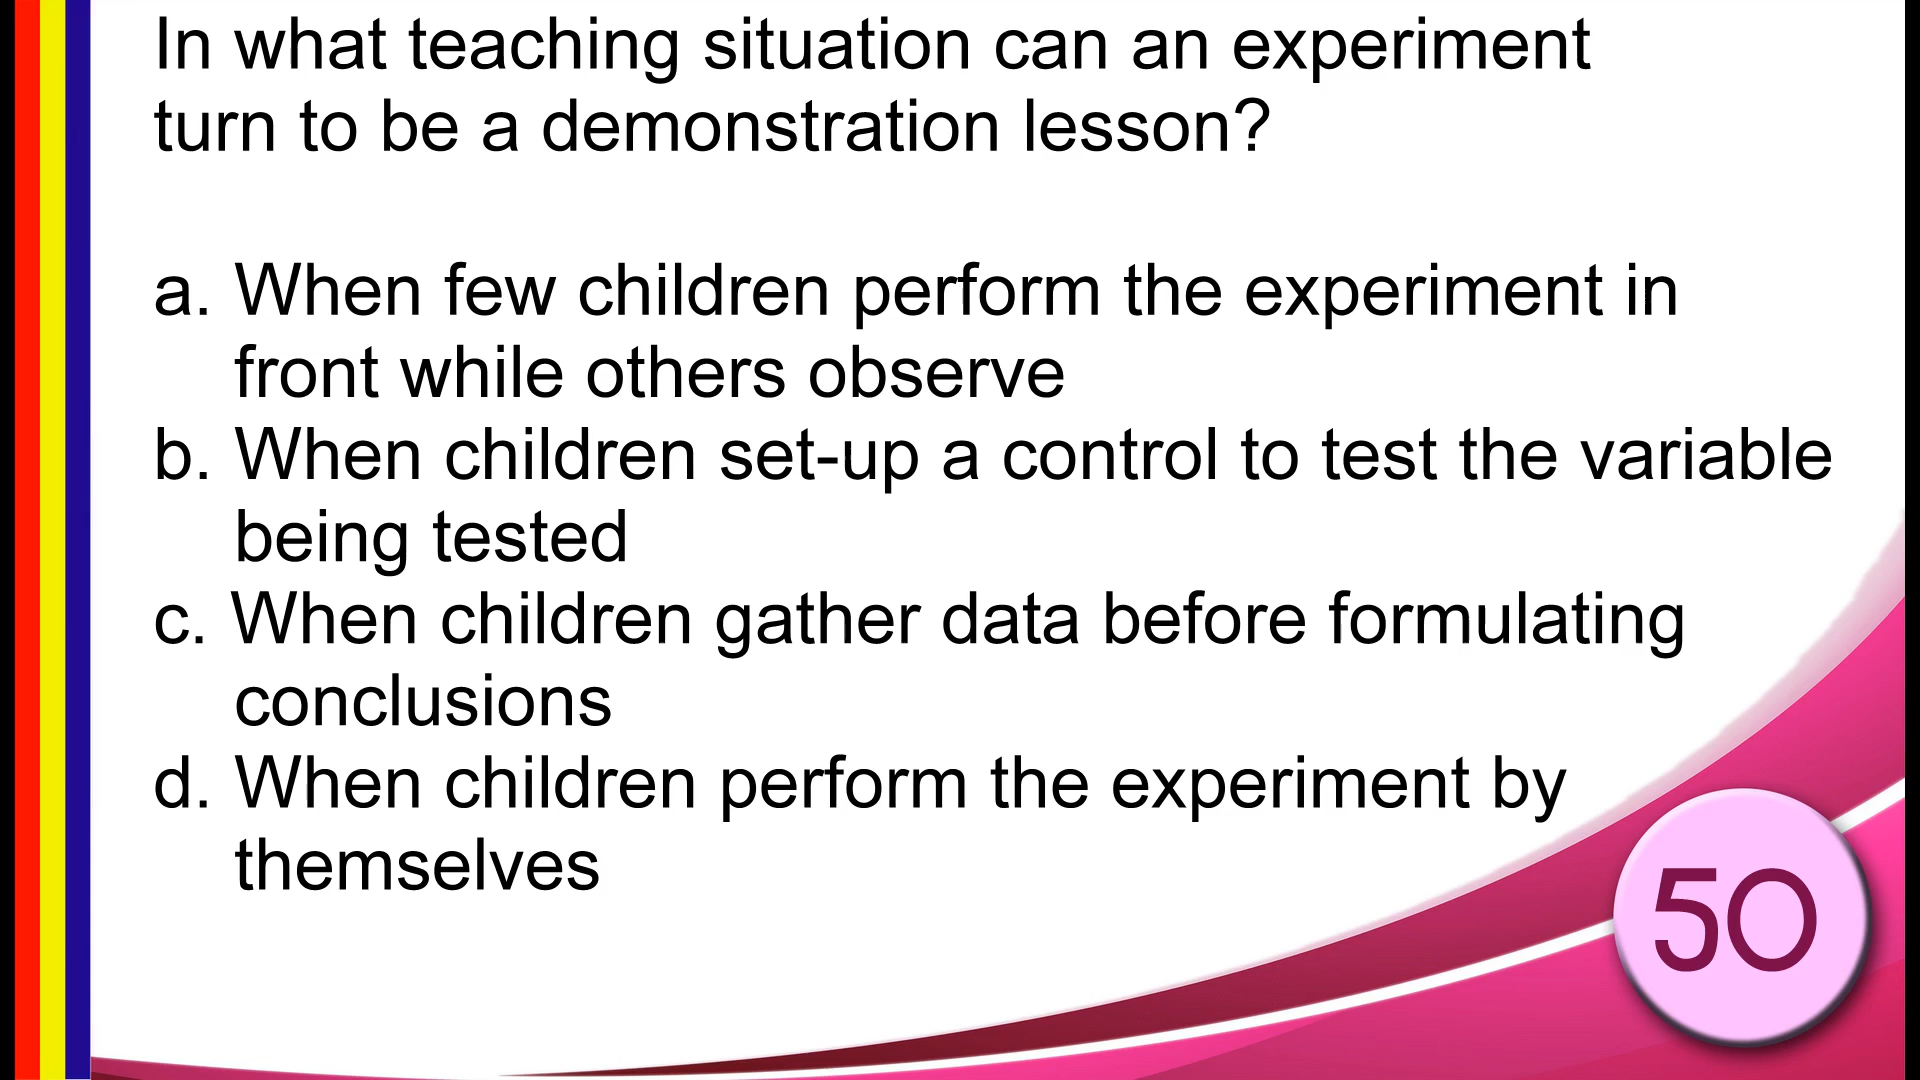 In what teaching situation can an experiment
turn to be a demonstration lesson?
a. When few children perform the experiment in
front while others observe
b. When children set-up a control to test the variable
being tested
c. When children gather data before formulating
conclusions
d. When children perform the experiment by
themselves
50